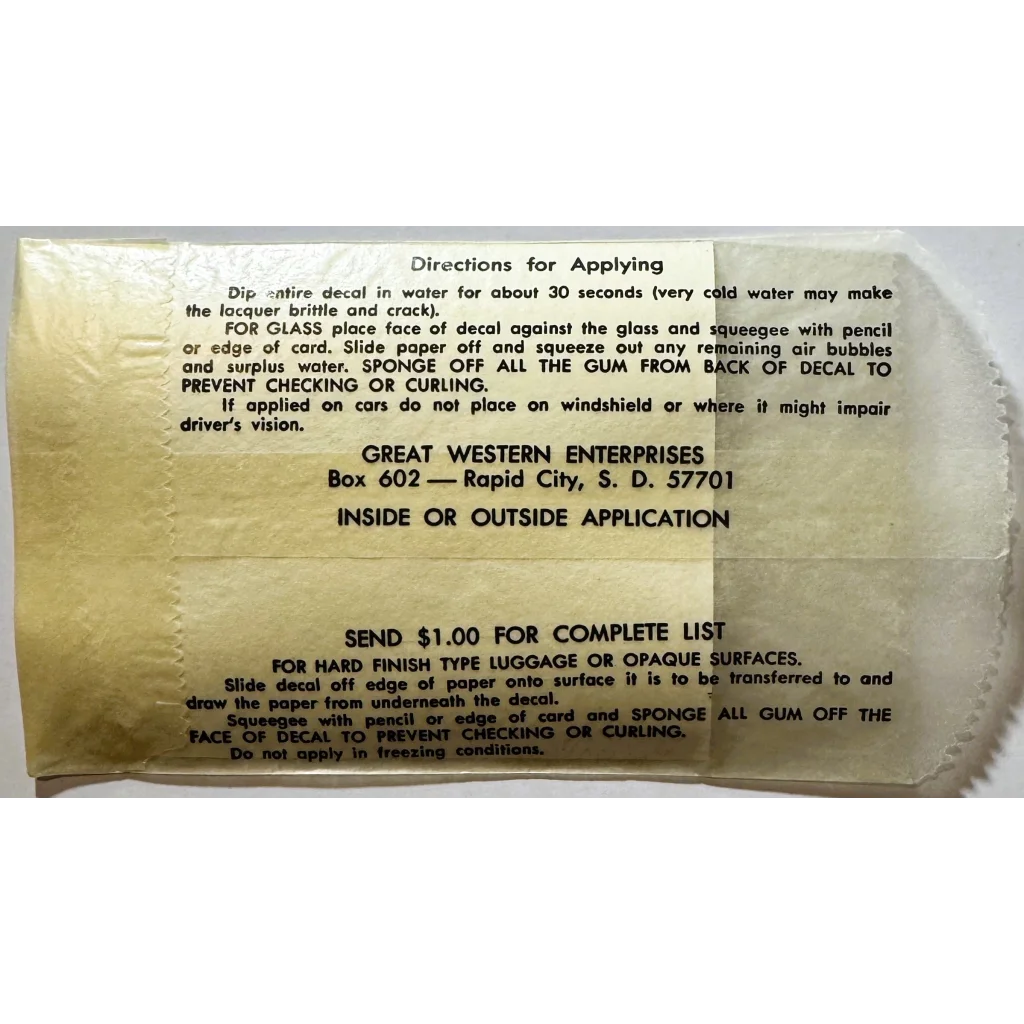 Directions for Applying
Dip entire decal in water for about 30 seconds (very cold water may make
the lacquer brittle and crack).
FOR GLASS place face of decal against the glass and squeegee with pencil
or edge of card. Slide paper off and squeeze out any remaining air bubbles
and surplus water. SPONGE OFF ALL THE GUM FROM BACK OF DECAL TO
PREVENT CHECKING OR CURLING.
If applied on cars do not place on windshield or where it might impair
driver's vision.
GREAT WESTERN ENTERPRISES
Box 602 — Rapid City, S. D. 57701
INSIDE OR OUTSIDE APPLICATION
SEND $1.00 FOR COMPLETE LIST
FOR HARD FINISH TYPE LUGGAGE OR OPAQUE SURFACES.
Slide decal off edge of paper onto surface it is to be transferred to and
draw the paper from underneath the decal.
Squeegee with pencil or edge of card and SPONGE ALL GUM OFF THE
FACE OF DECAL TO PREVENT CHECKING OR CURLING.
Do not apply in freezing conditions.